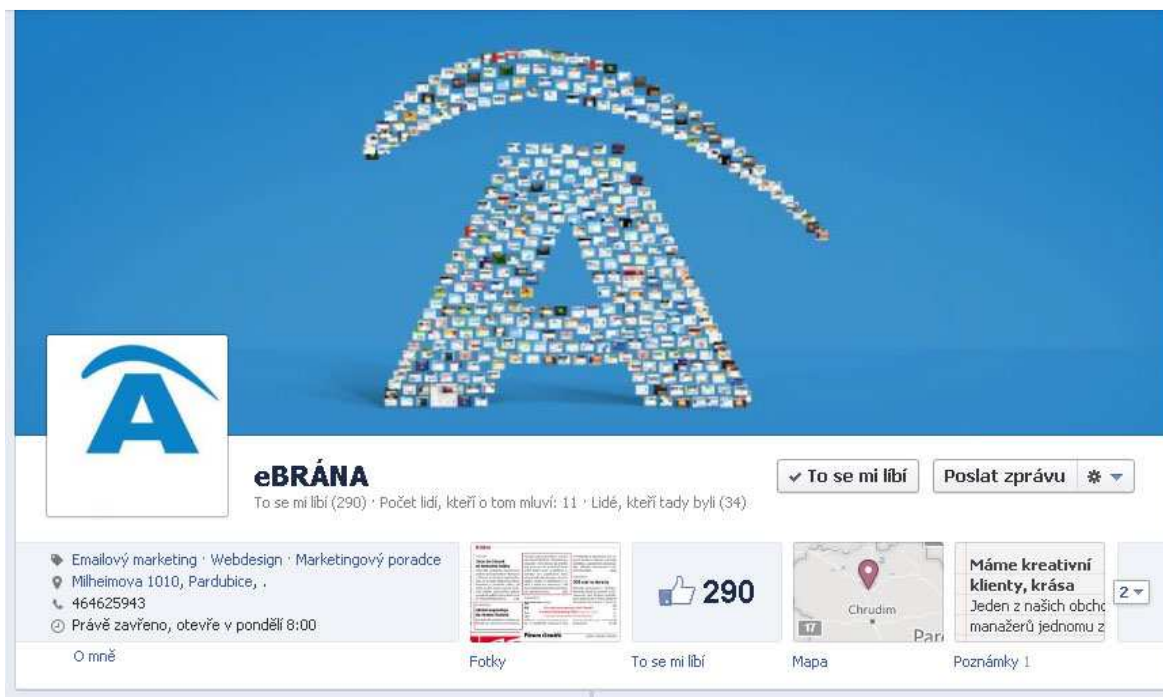 A
A
eBRÁNA
✓ To se mi líbí
Poslat zprávu
To se mi líbí (290) · Počet lidí, kteří o tom mluví: 11 · Lidé, kteří tady byli (34)
Emailový marketing · Webdesign · Marketingový poradce
Milheimova 1010, Pardubice, .
464625943
Právě zavřeno, otevře v pondělí 8:00
O mně
Fotky
290
To se mi líbí
Chrudim
17
Par
Mapa
Máme kreativní
klienty, krása
Jeden z našich obcho
manažerů jednomu z
Poznámky 1
2